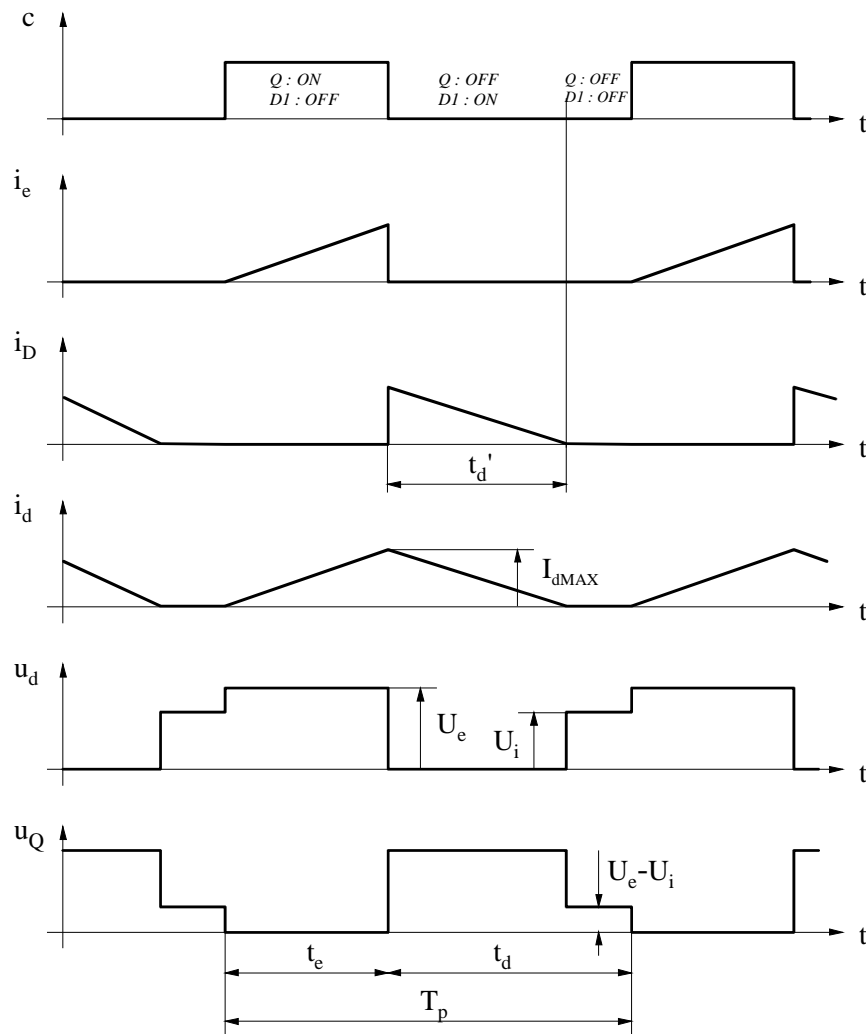 c
Q : ON
D1 : OFF
Q : OFF
D1 : ON
Q : OFF
D1 : OFF
t
i_e
t
i_D
t
t_d'
i_d
I_dMAX
t
u_d
U_e
U_i
t
u_Q
U_e-U_i
t
t_e
t_d
T_p